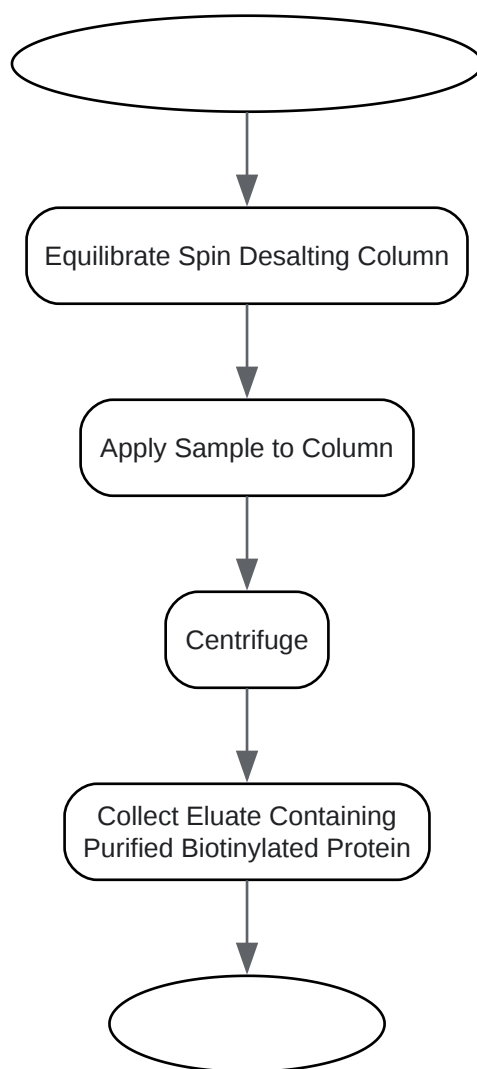 Equilibrate Spin Desalting Column
Apply Sample to Column
Centrifuge
Collect Eluate Containing
Purified Biotinylated Protein